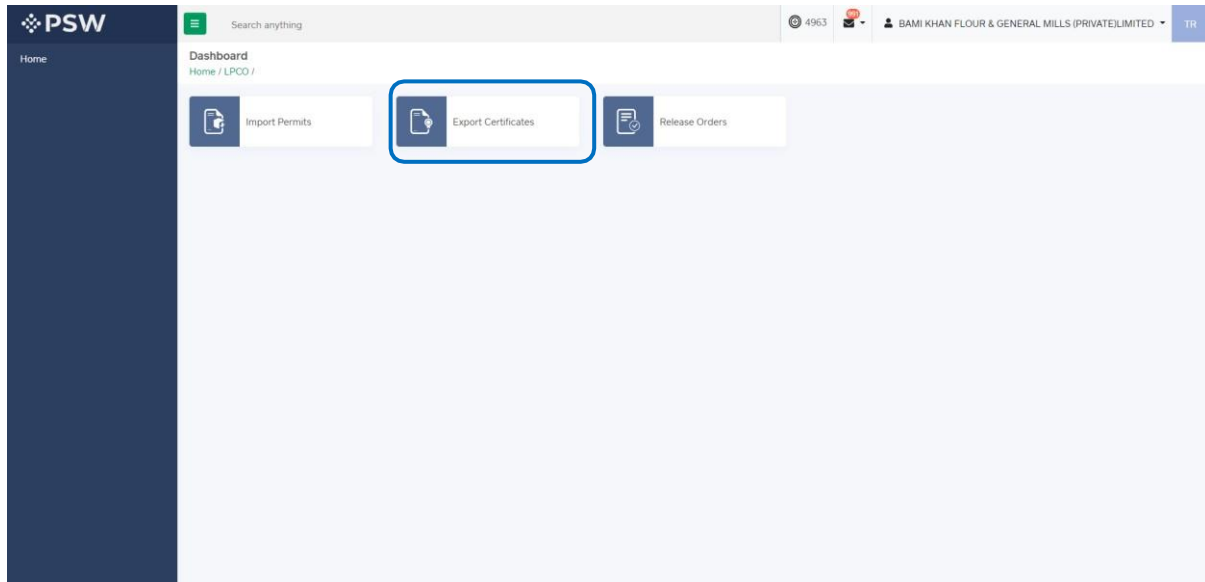 PSW
Search anything
4963
BAMI KHAN FLOUR & GENERAL MILLS (PRIVATE)LIMITED
TR
Home
Dashboard
Home / LPCO /
Import Permits
Export Certificates
Release Orders